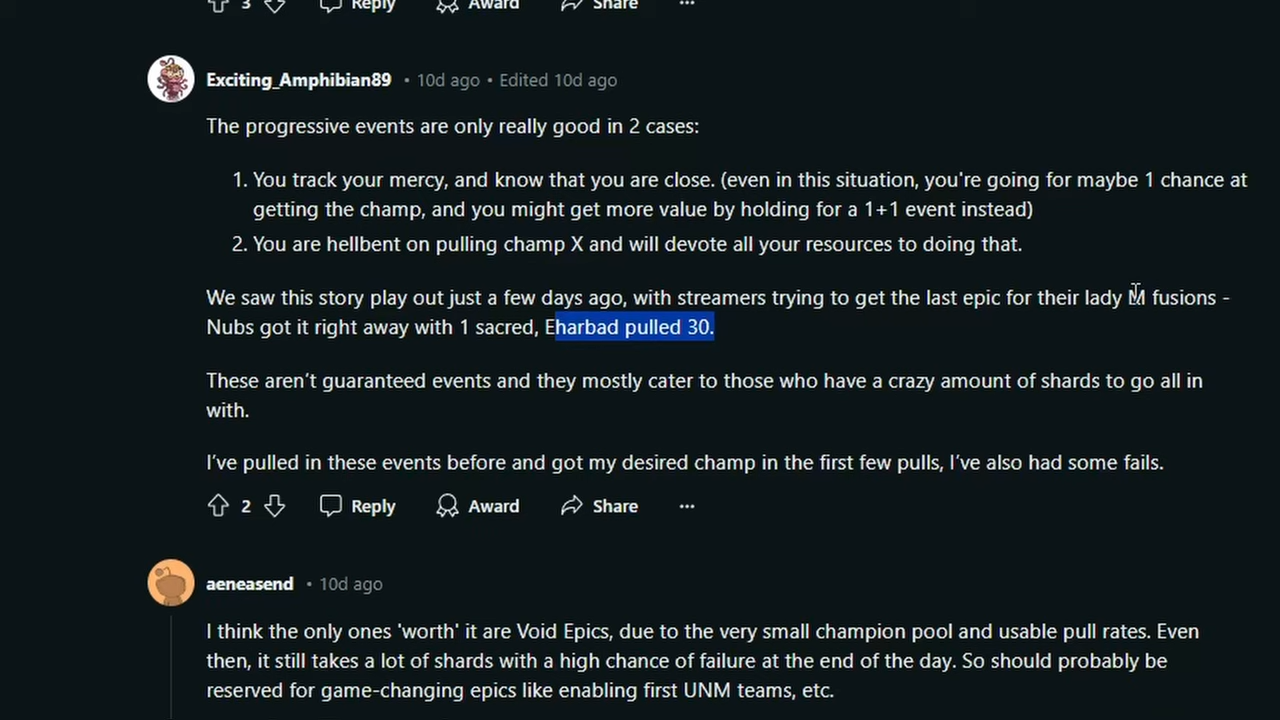 3 Reply Award Share ...
Exciting_Amphibian89 • 10d ago • Edited 10d ago
The progressive events are only really good in 2 cases:
1. You track your mercy, and know that you are close. (even in this situation, you're going for maybe 1 chance at
getting the champ, and you might get more value by holding for a 1+1 event instead)
2. You are hellbent on pulling champ X and will devote all your resources to doing that.
We saw this story play out just a few days ago, with streamers trying to get the last epic for their lady M fusions -
Nubs got it right away with 1 sacred, Eharbad pulled 30.
These aren’t guaranteed events and they mostly cater to those who have a crazy amount of shards to go all in
with.
I’ve pulled in these events before and got my desired champ in the first few pulls, I’ve also had some fails.
2 Reply Award Share ...
aeneasend • 10d ago
I think the only ones 'worth' it are Void Epics, due to the very small champion pool and usable pull rates. Even
then, it still takes a lot of shards with a high chance of failure at the end of the day. So should probably be
reserved for game-changing epics like enabling first UNM teams, etc.